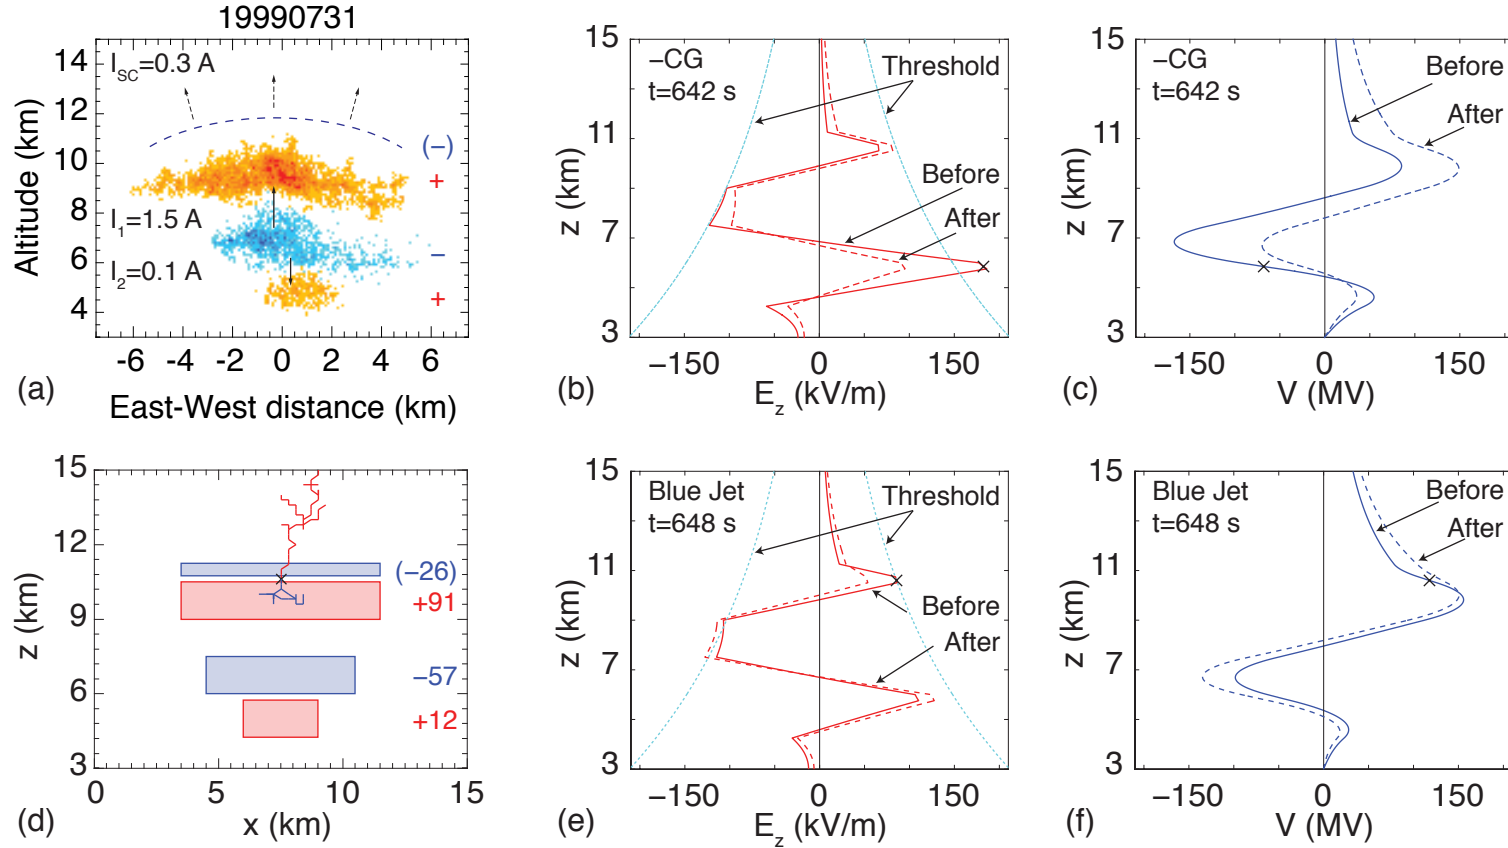 19990731
Altitude (km)
14
12
10
8
6
4
I_SC=0.3 A
I_1=1.5 A
I_2=0.1 A
(−)
+
−
+
-6
-4
-2
0
2
4
6
East-West distance (km)
(a)
z (km)
15
11
7
3
−CG
t=642 s
Threshold
Before
After
−150
0
150
E_z (kV/m)
(b)
z (km)
15
11
7
3
−CG
t=642 s
Before
After
−150
0
150
V (MV)
(c)
z (km)
15
12
9
6
3
(−26)
+91
−57
+12
0
5
10
15
x (km)
(d)
z (km)
15
11
7
3
Blue Jet
t=648 s
Threshold
Before
After
−150
0
150
E_z (kV/m)
(e)
z (km)
15
11
7
3
Blue Jet
t=648 s
Before
After
−150
0
150
V (MV)
(f)